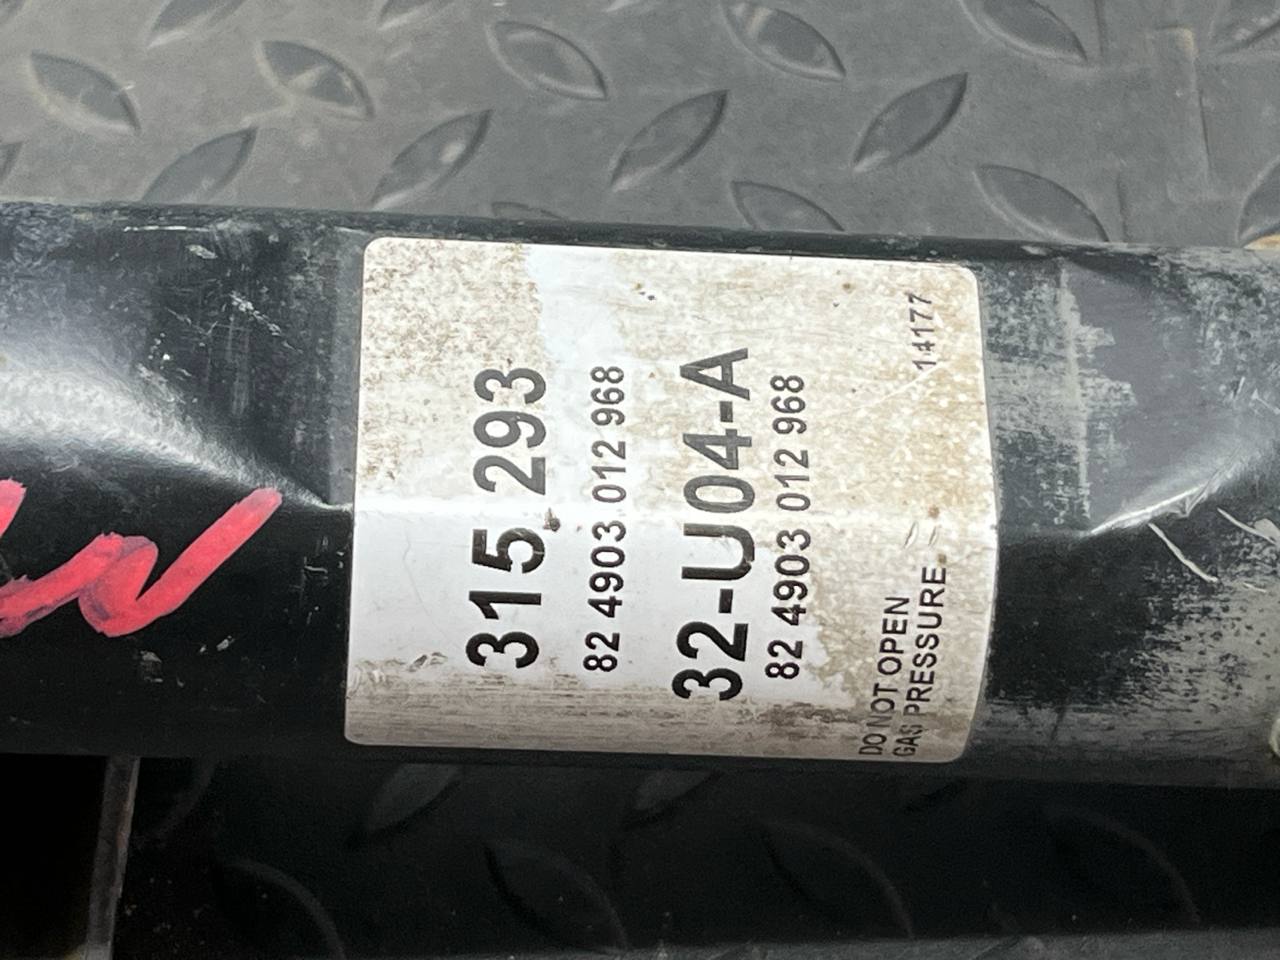 315 293
82 4903 012 968
32-U04-A
82 4903 012 968
DO NOT OPEN
GAS PRESSURE.
14177